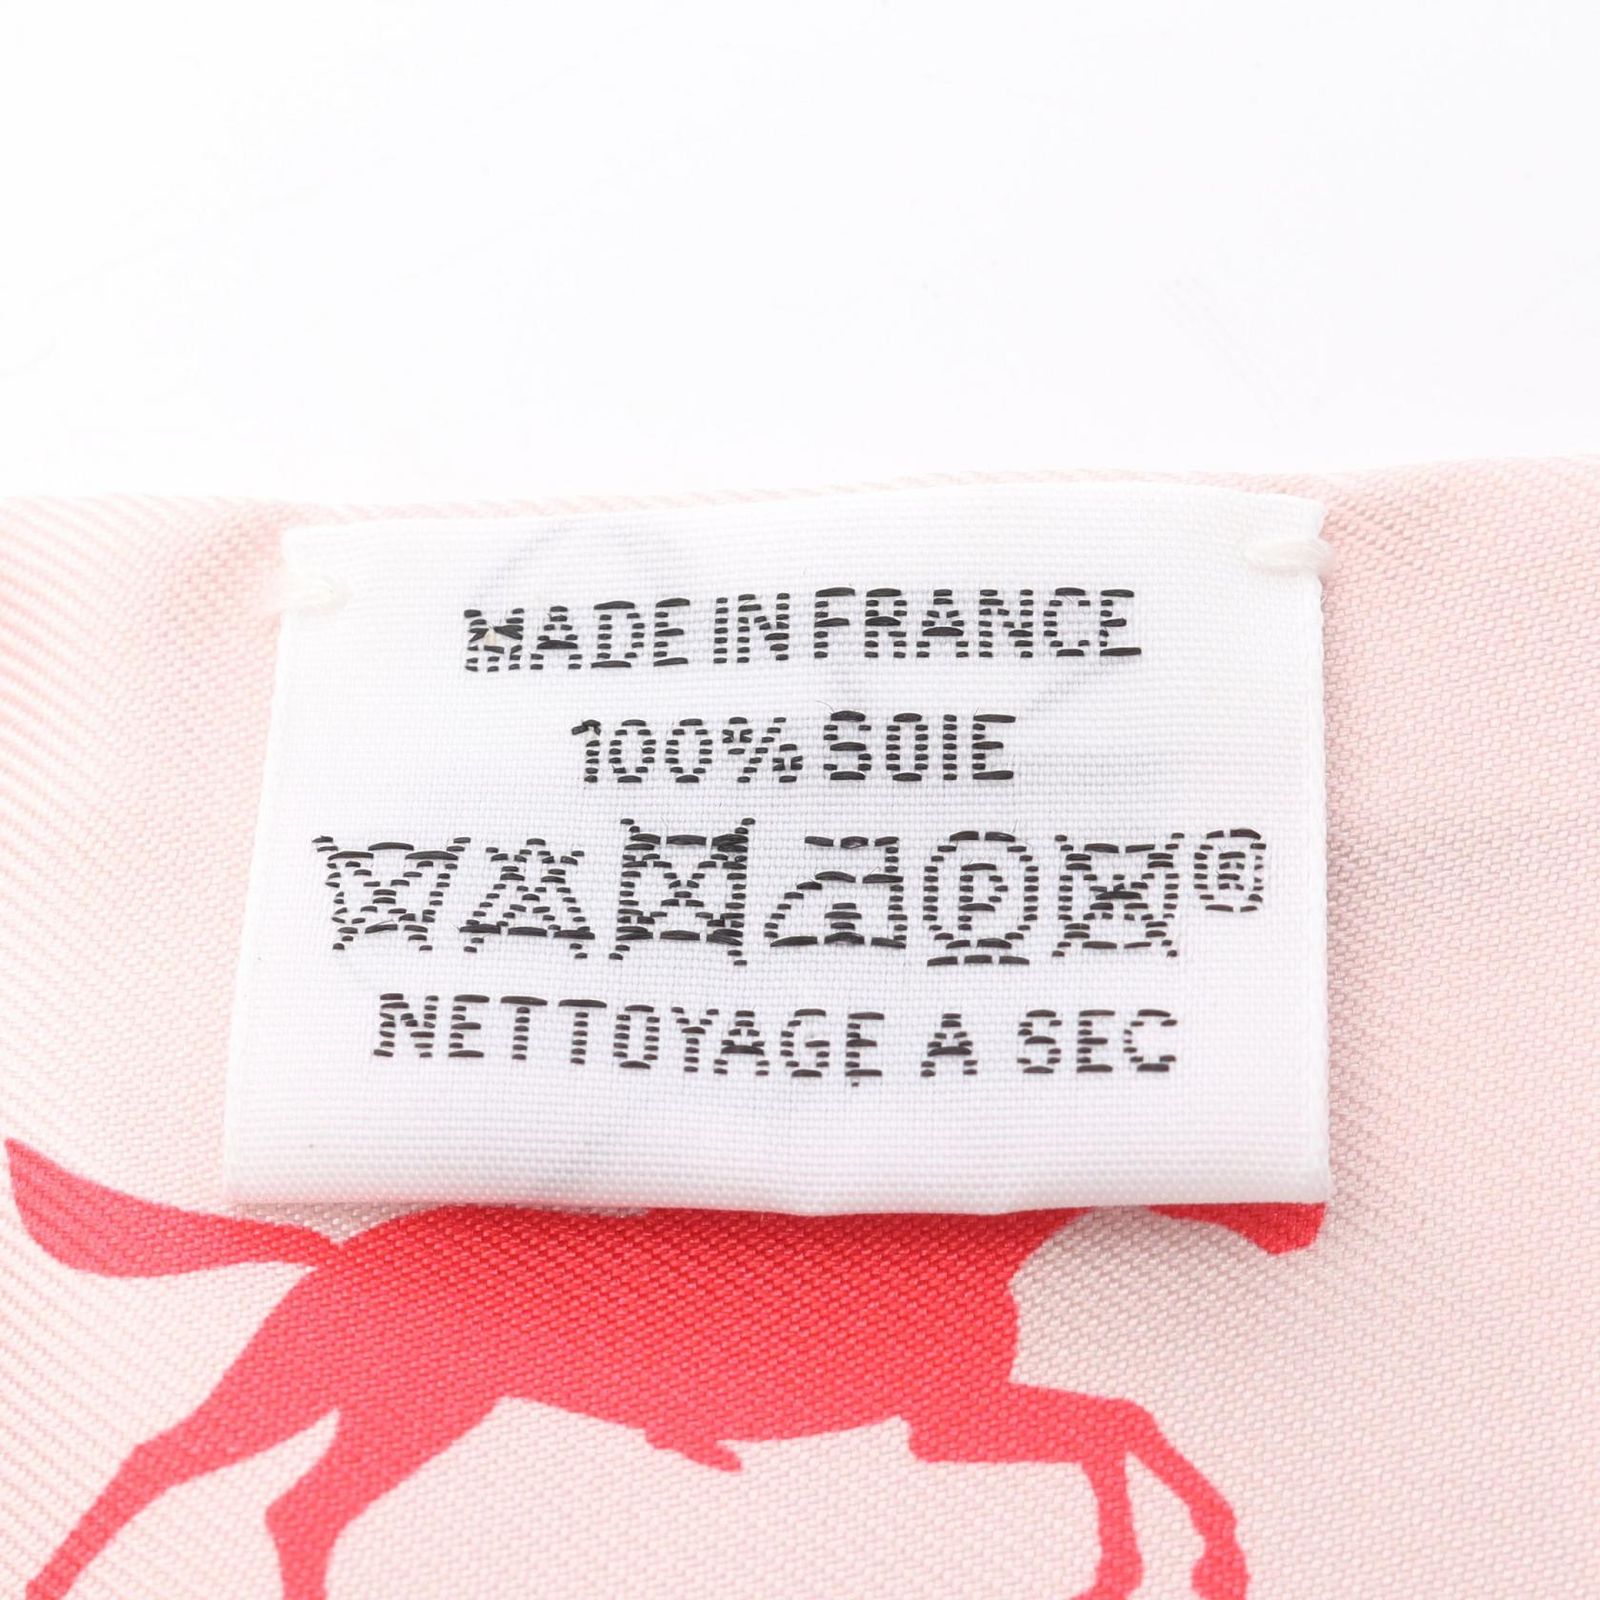 MADE IN FRANCE
100% SOIE
P ®
NETTOYAGE A SEC